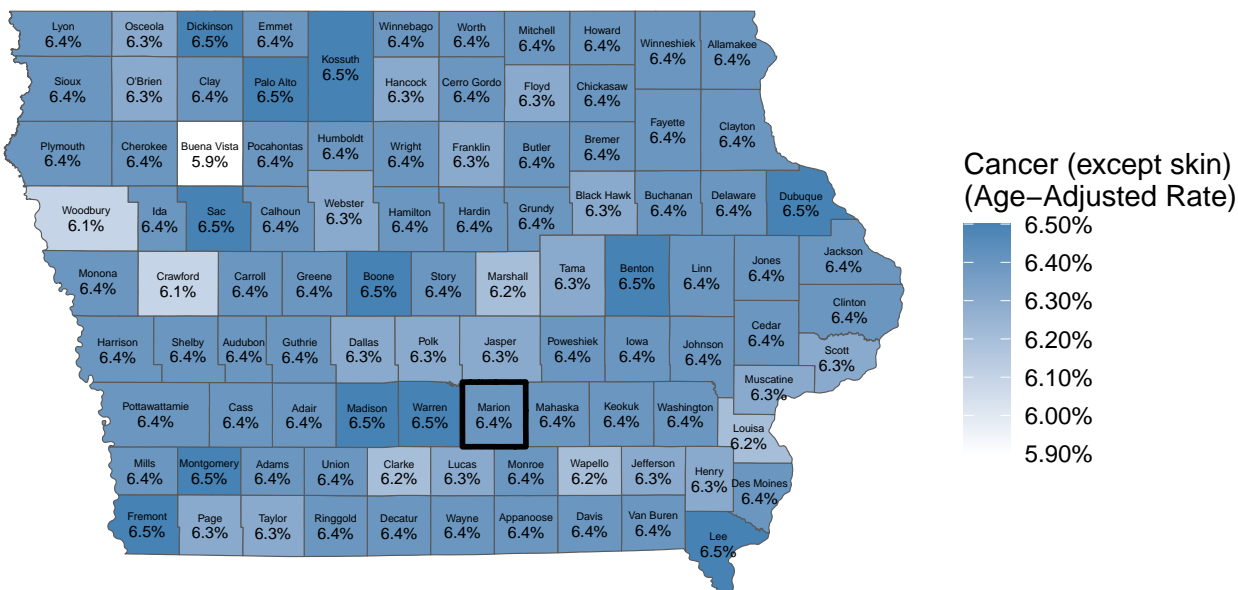 Lyon
6.4%
Osceola
6.3%
Dickinson
6.5%
Emmet
6.4%
Kossuth
6.5%
Winnebago
6.4%
Worth
6.4%
Mitchell
6.4%
Howard
6.4%
Winneshiek
6.4%
Allamakee
6.4%
Sioux
6.4%
O'Brien
6.3%
Clay
6.4%
Palo Alto
6.5%
Hancock
6.3%
Cerro Gordo
6.4%
Floyd
6.3%
Chickasaw
6.4%
Plymouth
6.4%
Cherokee
6.4%
Buena Vista
5.9%
Pocahontas
6.4%
Humboldt
6.4%
Wright
6.4%
Franklin
6.3%
Butler
6.4%
Bremer
6.4%
Fayette
6.4%
Clayton
6.4%
Woodbury
6.1%
Ida
6.4%
Sac
6.5%
Calhoun
6.4%
Webster
6.3%
Hamilton
6.4%
Hardin
6.4%
Grundy
6.4%
Black Hawk
6.3%
Buchanan
6.4%
Delaware
6.4%
Dubuque
6.5%
Monona
6.4%
Crawford
6.1%
Carroll
6.4%
Greene
6.4%
Boone
6.5%
Story
6.4%
Marshall
6.2%
Tama
6.3%
Benton
6.5%
Linn
6.4%
Jones
6.4%
Jackson
6.4%
Clinton
6.4%
Harrison
6.4%
Shelby
6.4%
Audubon
6.4%
Guthrie
6.4%
Dallas
6.3%
Polk
6.3%
Jasper
6.3%
Poweshiek
6.4%
Iowa
6.4%
Johnson
6.4%
Cedar
6.4%
Scott
6.3%
Muscatine
6.3%
Pottawattamie
6.4%
Cass
6.4%
Adair
6.4%
Madison
6.5%
Warren
6.5%
Marion
6.4%
Mahaska
6.4%
Keokuk
6.4%
Washington
6.4%
Louisa
6.2%
Mills
6.4%
Montgomery
6.5%
Adams
6.4%
Union
6.4%
Clarke
6.2%
Lucas
6.3%
Monroe
6.4%
Wapello
6.2%
Jefferson
6.3%
Henry
6.3%
Des Moines
6.4%
Fremont
6.5%
Page
6.3%
Taylor
6.3%
Ringgold
6.4%
Decatur
6.4%
Wayne
6.4%
Appanoose
6.4%
Davis
6.4%
Van Buren
6.4%
Lee
6.5%
Cancer (except skin)
(Age−Adjusted Rate)
6.50%
6.40%
6.30%
6.20%
6.10%
6.00%
5.90%